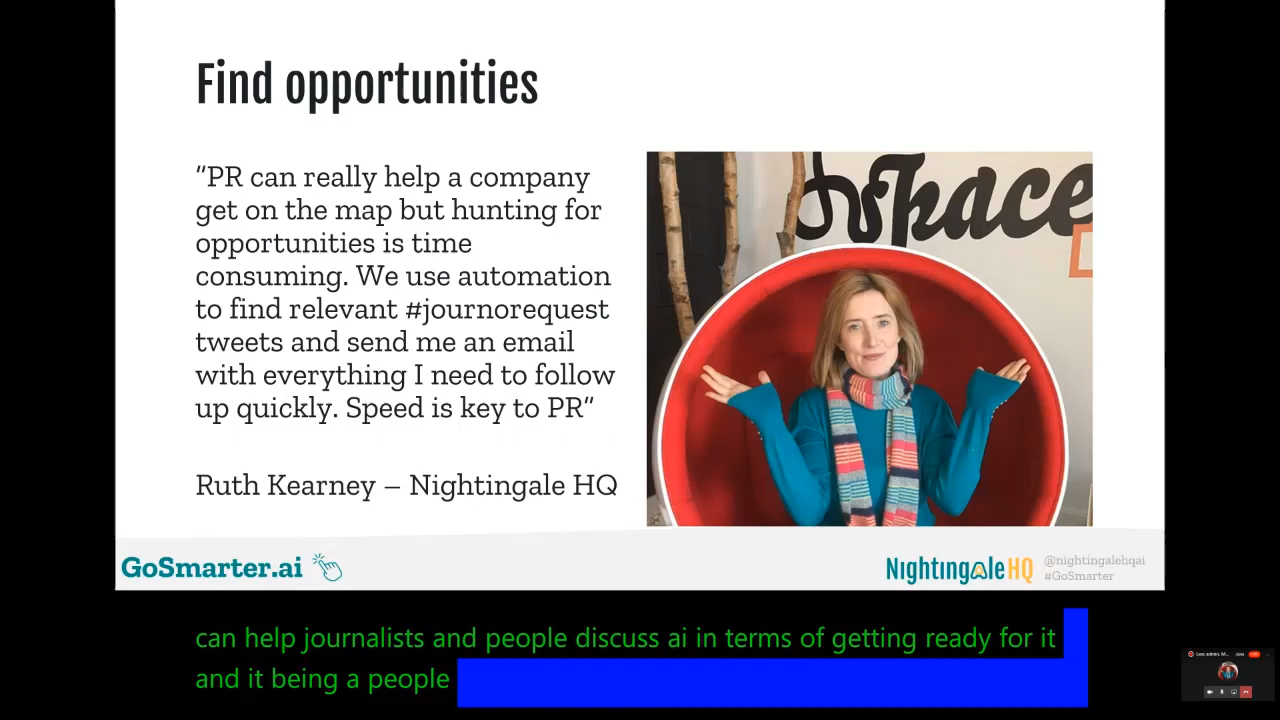 Find opportunities
“PR can really help a company
get on the map but hunting for
opportunities is time
consuming. We use automation
to find relevant #journorequest
tweets and send me an email
with everything I need to follow
up quickly. Speed is key to PR”
Ruth Kearney – Nightingale HQ
Space
GoSmarter.ai
NightingaleHQ
@nightingalehqai
#GoSmarter
can help journalists and people discuss ai in terms of getting ready for it
and it being a people